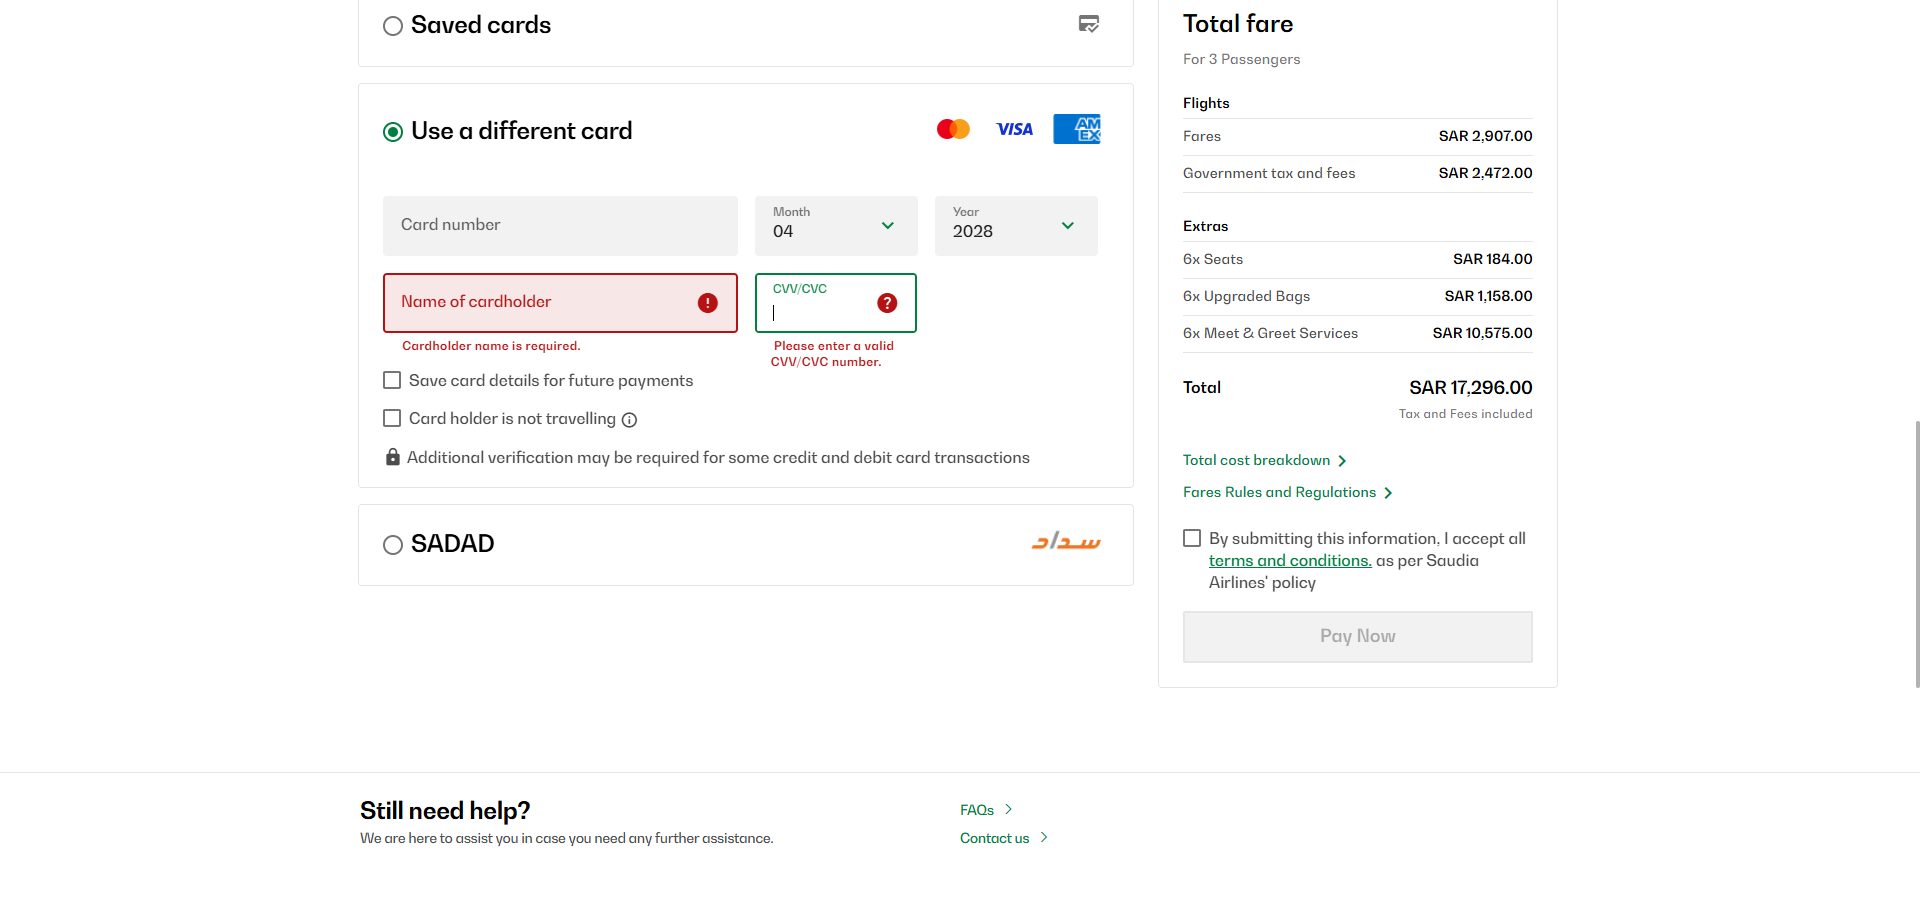 Saved cards
Use a different card
VISA
AM
EX
Card number
Month
04
Year
2028
Name of cardholder
Cardholder name is required.
CVV/CVC
Please enter a valid
CVV/CVC number.
Save card details for future payments
Card holder is not travelling
Additional verification may be required for some credit and debit card transactions
SADAD
سداد
Total fare
For 3 Passengers
Flights
Fares SAR 2,907.00
Government tax and fees SAR 2,472.00
Extras
6x Seats SAR 184.00
6x Upgraded Bags SAR 1,158.00
6x Meet & Greet Services SAR 10,575.00
Total SAR 17,296.00
Tax and Fees included
Total cost breakdown
Fares Rules and Regulations
By submitting this information, I accept all
terms and conditions. as per Saudia
Airlines' policy
Pay Now
Still need help?
We are here to assist you in case you need any further assistance.
FAQs
Contact us